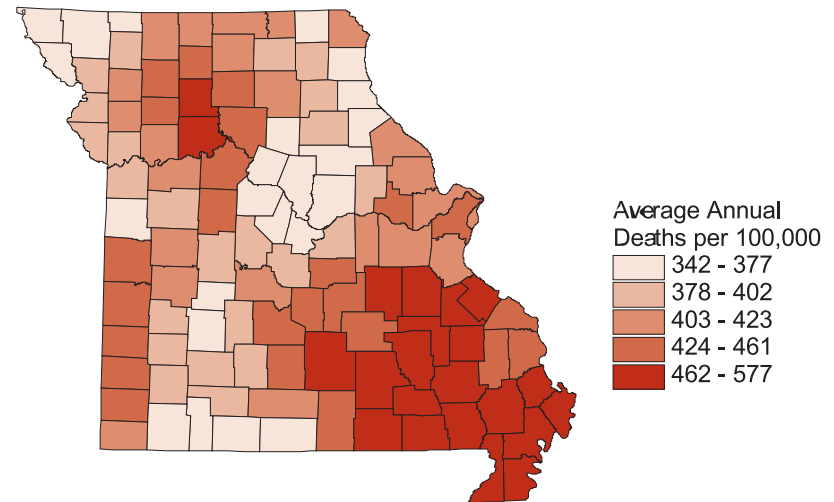 Average Annual
Deaths per 100,000
342 - 377
378 - 402
403 - 423
424 - 461
462 - 577